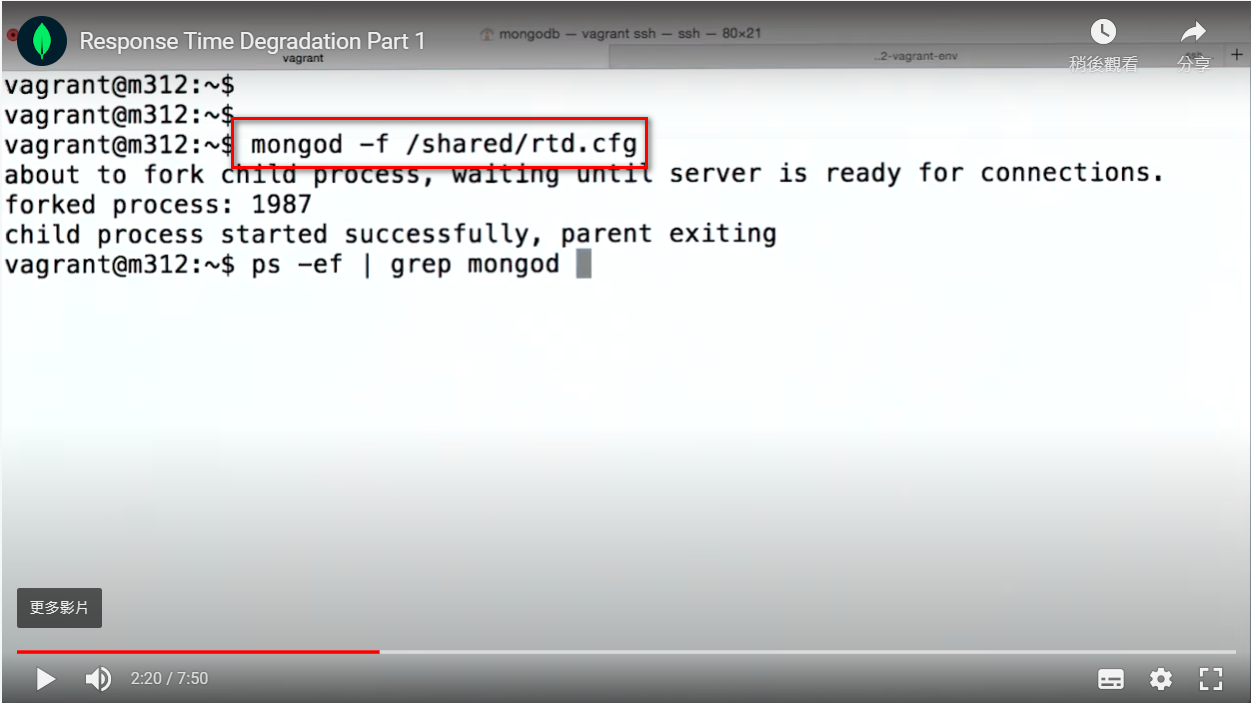 Response Time Degradation Part 1
mongodb — vagrant ssh — ssh — 80×21
稍後觀看
分享
vagrant
..2-vagrant-env
ssh
+
vagrant@m312:~$
vagrant@m312:~$
vagrant@m312:~$ mongod -f /shared/rtd.cfg
about to fork child process, waiting until server is ready for connections.
forked process: 1987
child process started successfully, parent exiting
vagrant@m312:~$ ps -ef | grep mongod
更多影片
2:20 / 7:50